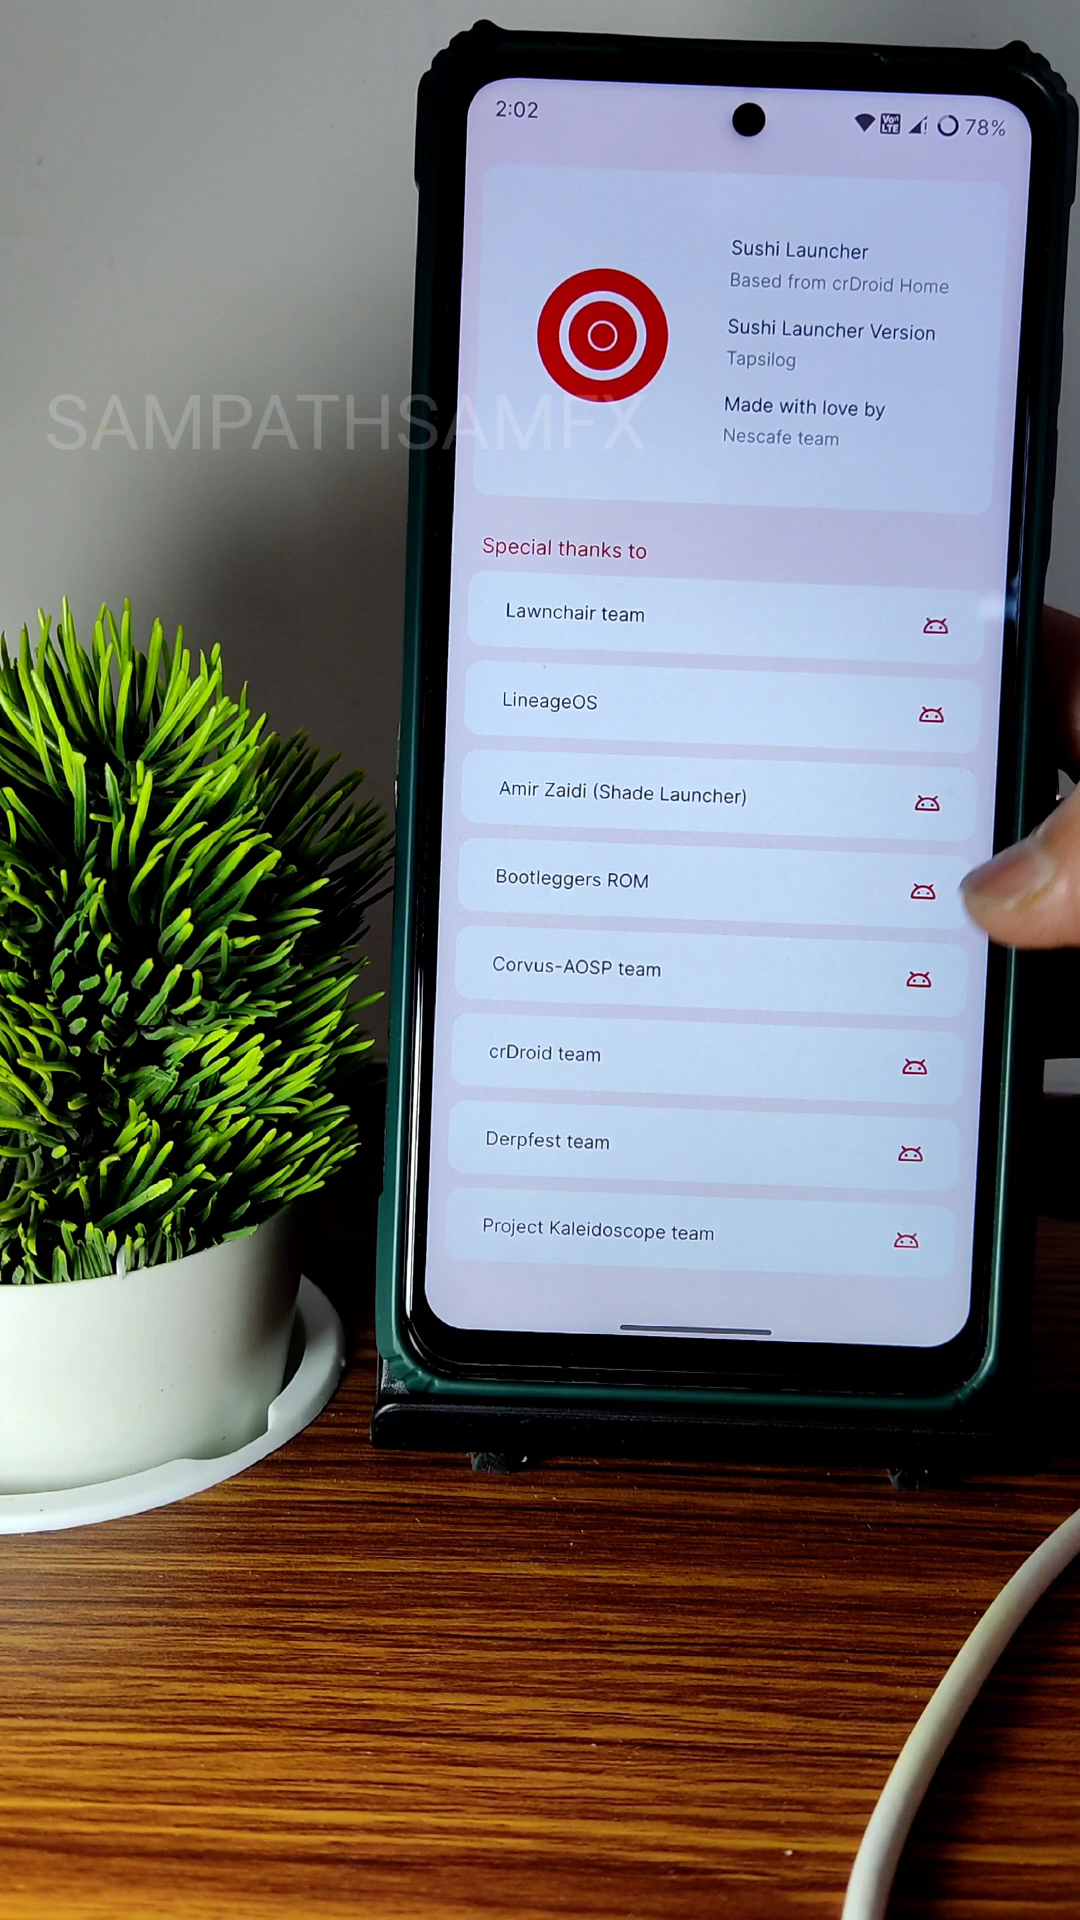 2:02
Vo
LTE
78%
Sushi Launcher
Based from crDroid Home
Sushi Launcher Version
Tapsilog
Made with love by
Nescafe team
SAMPATHSAMFX
Special thanks to
Lawnchair team
LineageOS
Amir Zaidi (Shade Launcher)
Bootleggers ROM
Corvus-AOSP team
crDroid team
Derpfest team
Project Kaleidoscope team